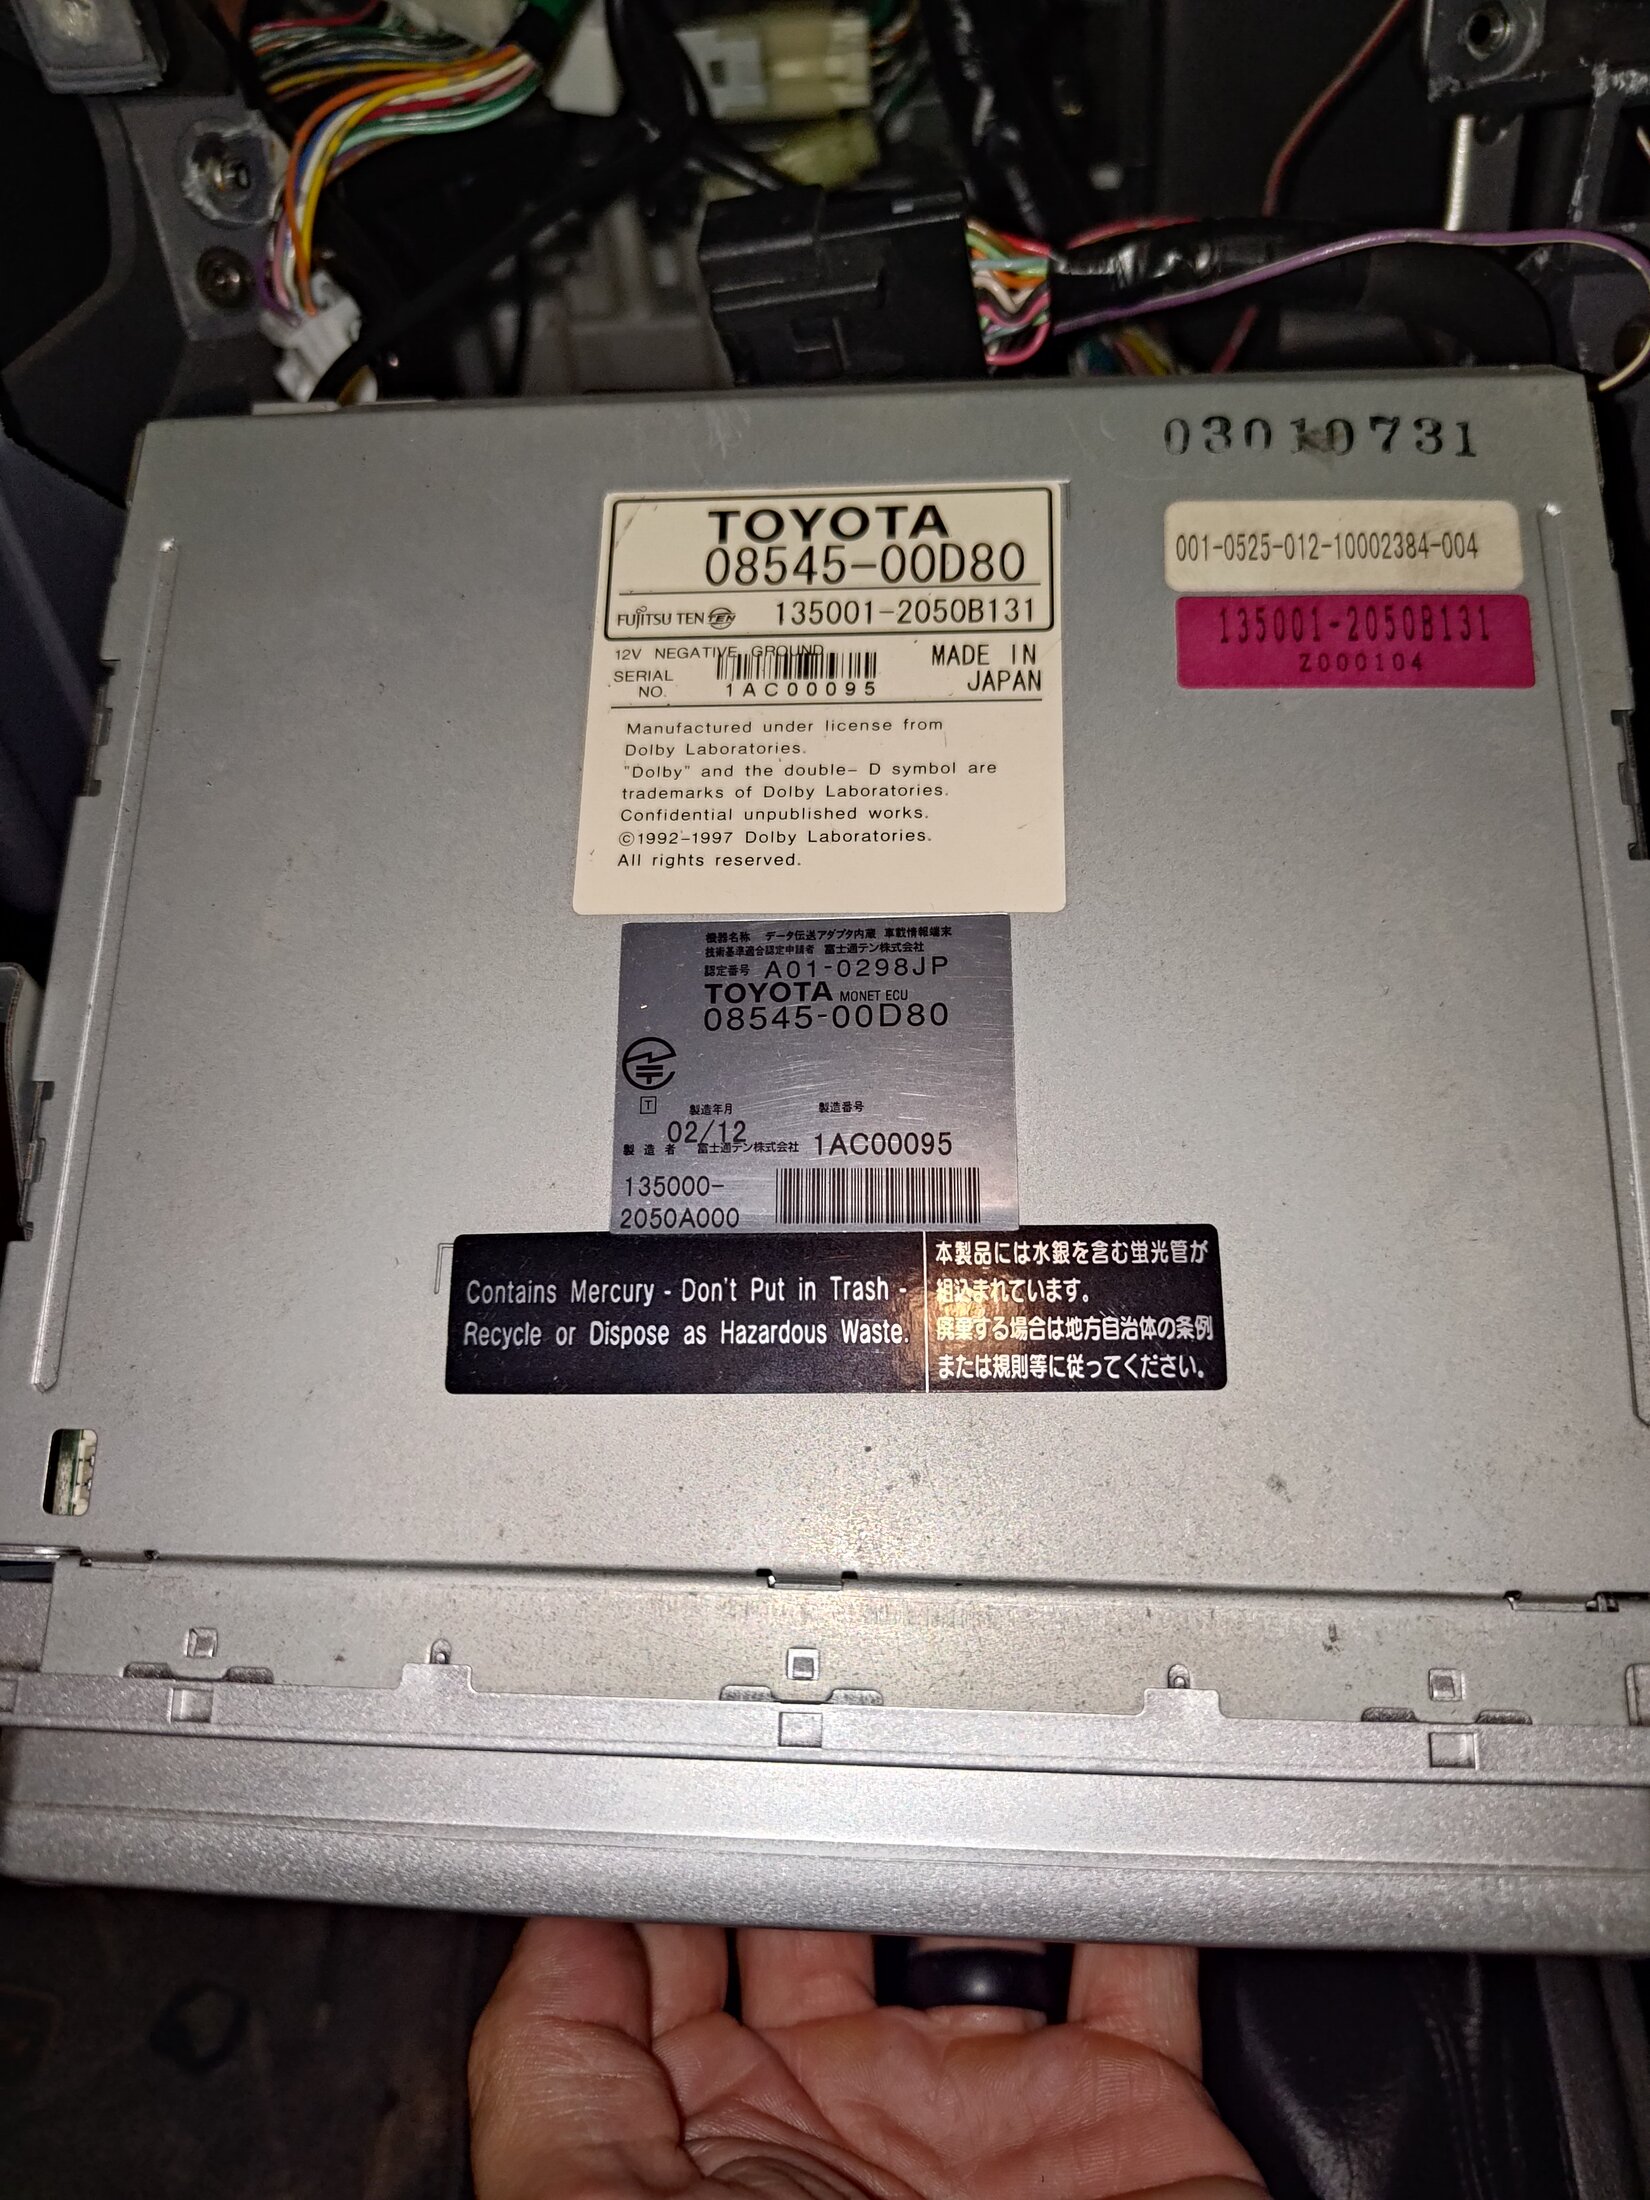 03010731
TOYOTA
08545-00D80
FUJITSU TEN TEN 135001-2050B131
12V NEGATIVE GROUND
SERIAL NO. 1AC00095
MADE IN JAPAN
Manufactured under license from
Dolby Laboratories.
"Dolby" and the double- D symbol are
trademarks of Dolby Laboratories.
Confidential unpublished works.
©1992-1997 Dolby Laboratories.
All rights reserved.
001-0525-012-10002384-004
135001-2050B131
Z000104
機器名称 データ伝送アダプタ内蔵 車載情報端末
技術基準適合認定申請者 富士通テン株式会社
認定番号 A01-0298JP
TOYOTA MONET ECU
08545-00D80
T
製造年月 製造番号
02/12
製造者 富士通テン株式会社 1AC00095
135000-
2050A000
Contains Mercury - Don't Put in Trash -
Recycle or Dispose as Hazardous Waste.
本製品には水銀を含む蛍光管が
組込まれています。
廃棄する場合は地方自治体の条例
または規則等に従ってください。